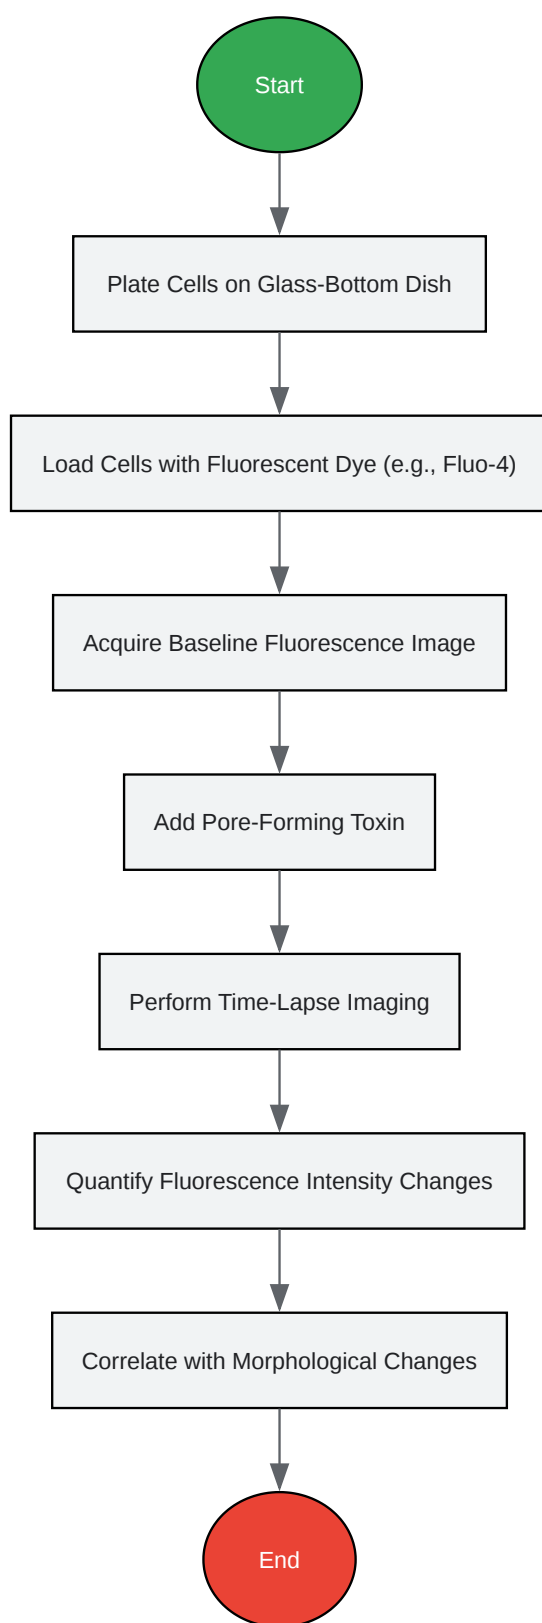 Start
Plate Cells on Glass-Bottom Dish
Load Cells with Fluorescent Dye (e.g., Fluo-4)
Acquire Baseline Fluorescence Image
Add Pore-Forming Toxin
Perform Time-Lapse Imaging
Quantify Fluorescence Intensity Changes
Correlate with Morphological Changes
End